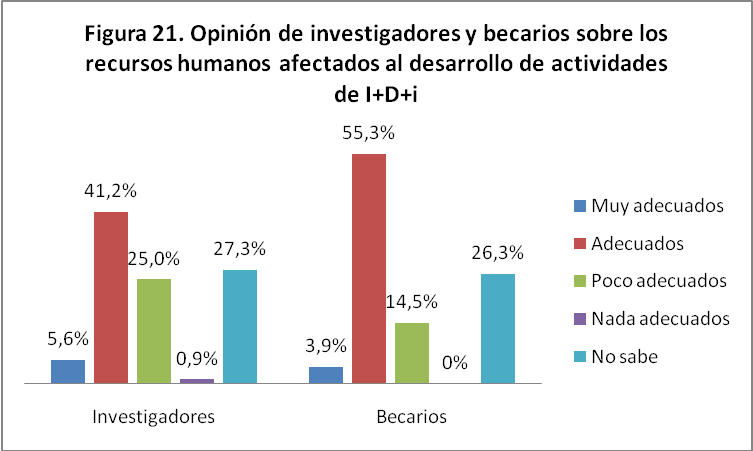 Figura 21. Opinión de investigadores y becarios sobre los
recursos humanos afectados al desarrollo de actividades
de I+D+i
55,3%
41,2%
25,0%
27,3%
26,3%
14,5%
5,6%
0,9%
3,9%
0%
Investigadores
Becarios
Muy adecuados
Adecuados
Poco adecuados
Nada adecuados
No sabe